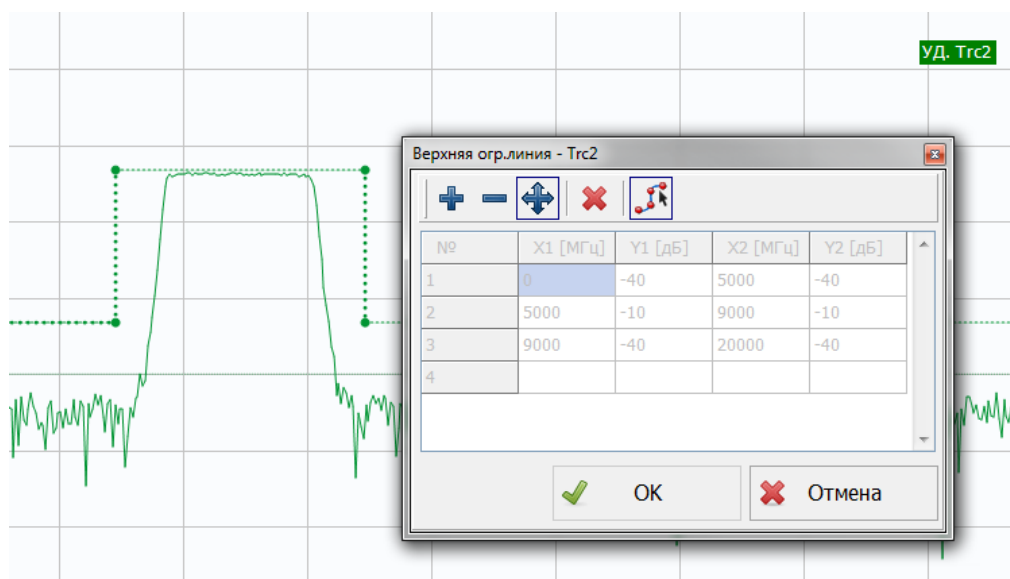 УД. Trc2
Верхняя огр.линия - Trc2
№ X1 [МГц] Y1 [дБ] X2 [МГц] Y2 [дБ]
1 0 -40 5000 -40
2 5000 -10 9000 -10
3 9000 -40 20000 -40
4
OK Отмена